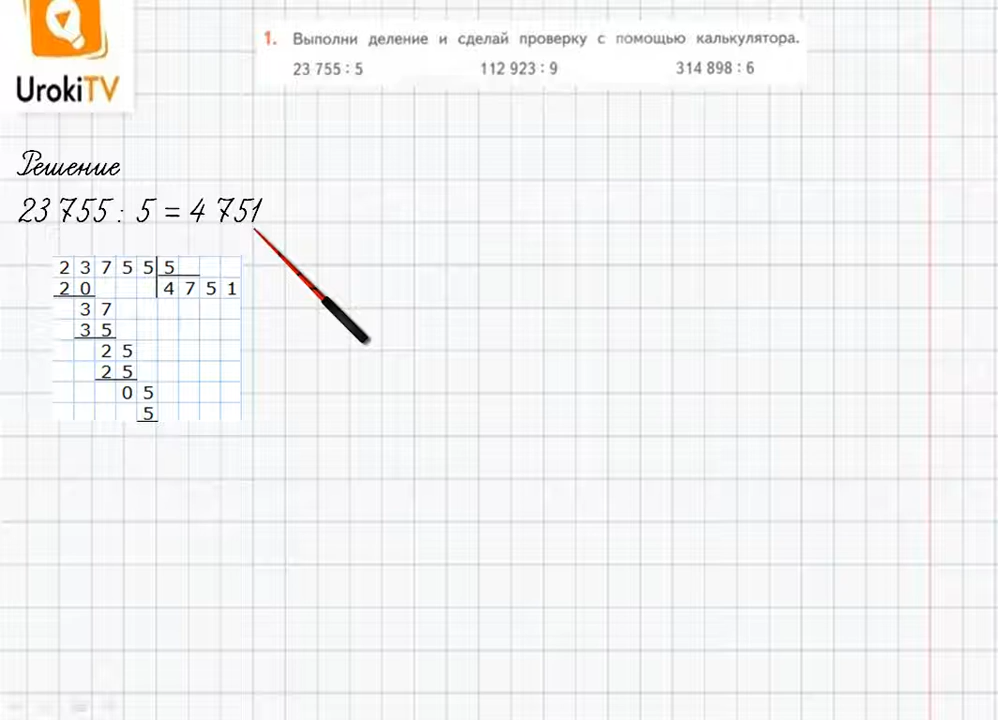 UrokiTV
1. Выполни деление и сделай проверку с помощью калькулятора.
23 755 : 5 112 923 : 9 314 898 : 6
Решение
23 755 : 5 = 4 751
2 3 7 5 5 5
2 0 4 7 5 1
3 7
3 5
2 5
2 5
0 5
5